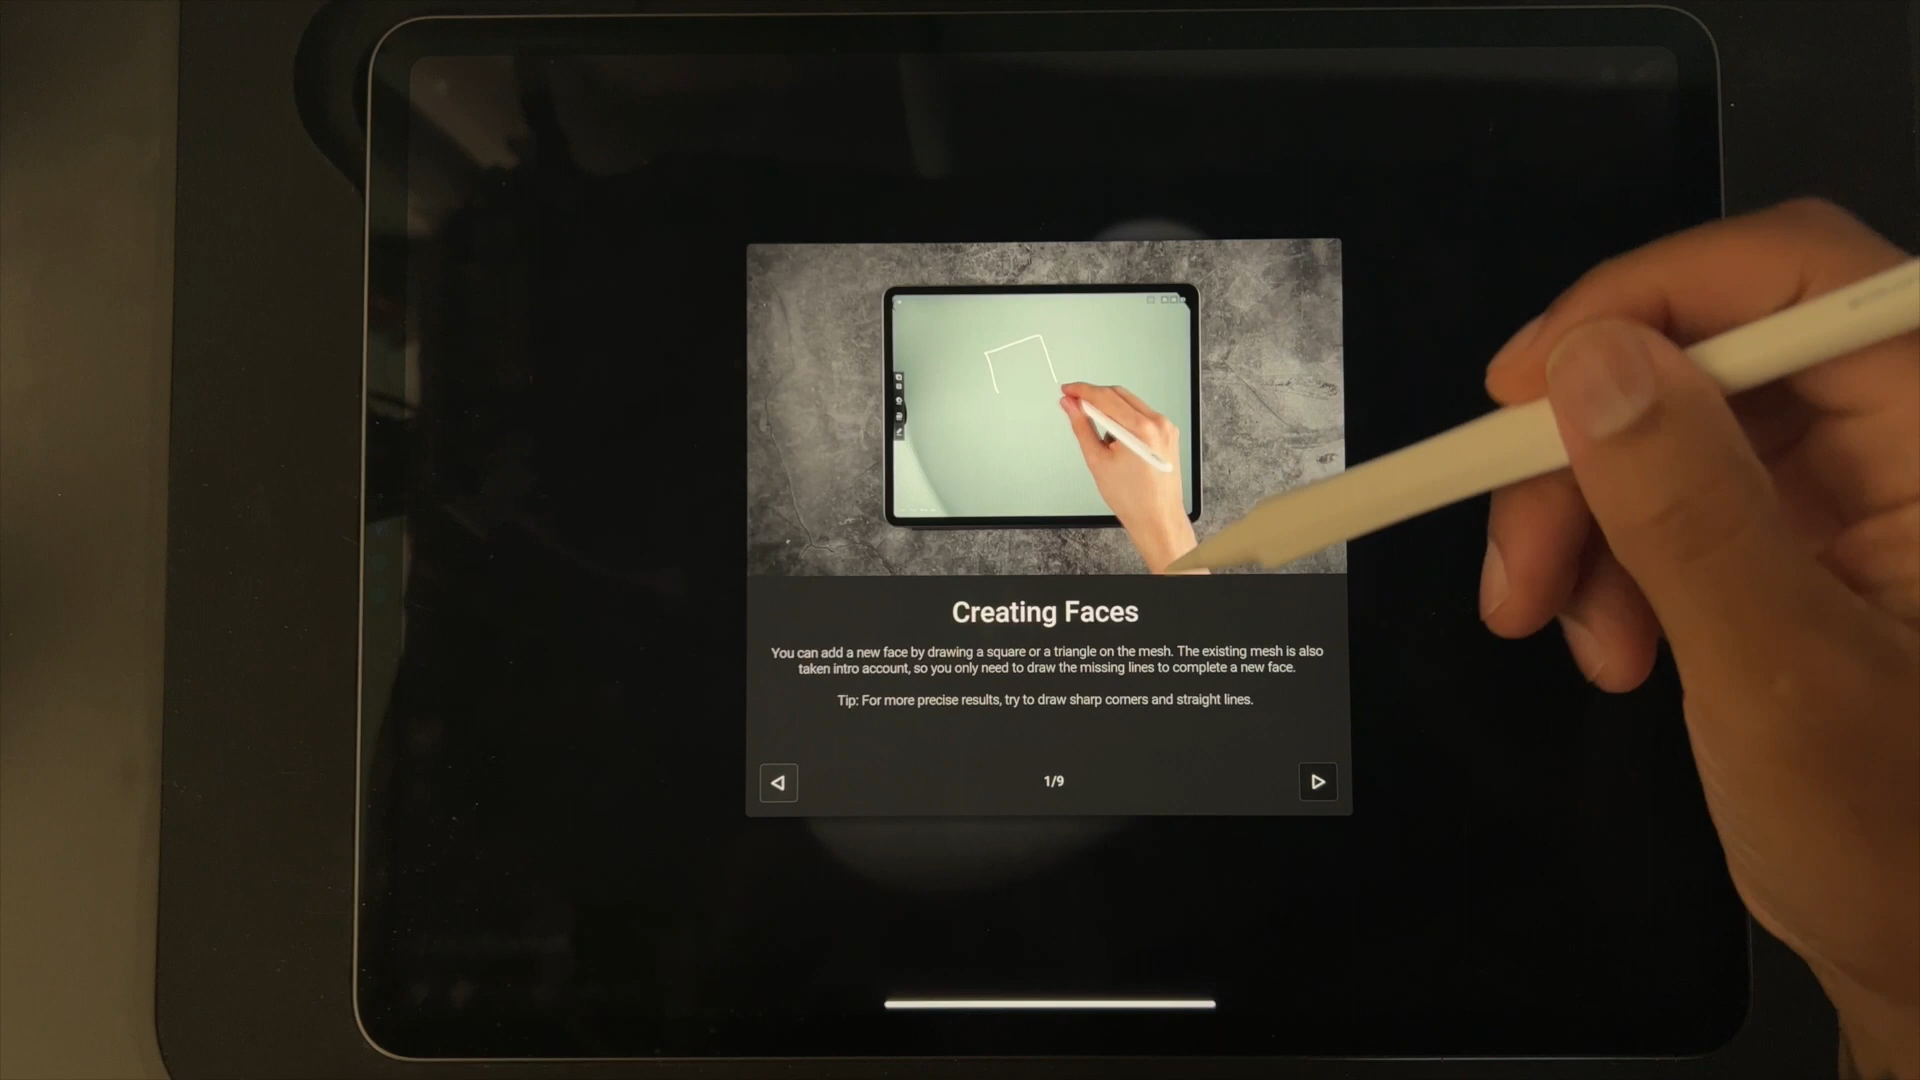 Creating Faces
You can add a new face by drawing a square or a triangle on the mesh. The existing mesh is also
taken intro account, so you only need to draw the missing lines to complete a new face.
Tip: For more precise results, try to draw sharp corners and straight lines.
1/9